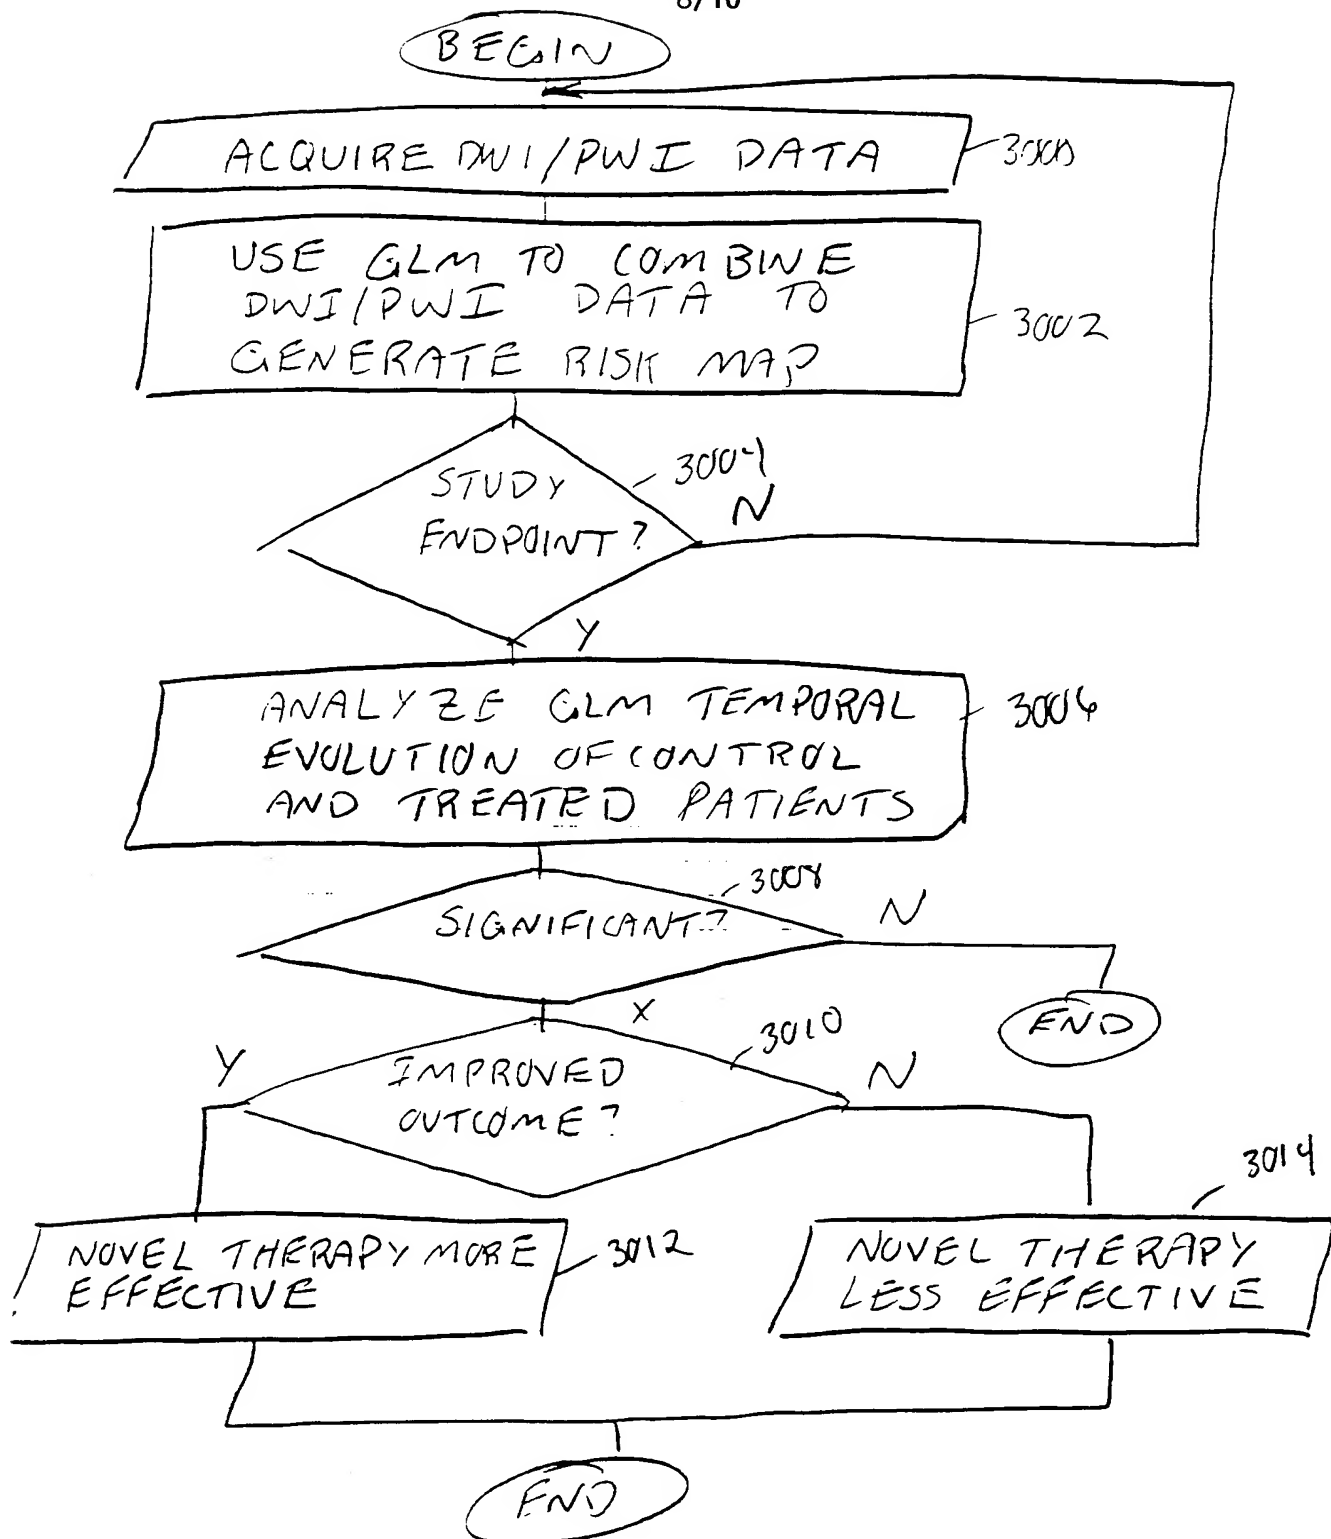 8/10
BEGIN
ACQUIRE DWI/PWI DATA
3000
USE GLM TO COMBINE
DWI/PWI DATA TO
GENERATE RISK MAP
3002
STUDY
ENDPOINT?
3004
N
Y
ANALYZE GLM TEMPORAL
EVOLUTION OF CONTROL
AND TREATED PATIENTS
3006
SIGNIFICANT?
3008
N
END
Y
IMPROVED
OUTCOME?
3010
Y
N
NOVEL THERAPY MORE
EFFECTIVE
3012
NOVEL THERAPY
LESS EFFECTIVE
3014
END